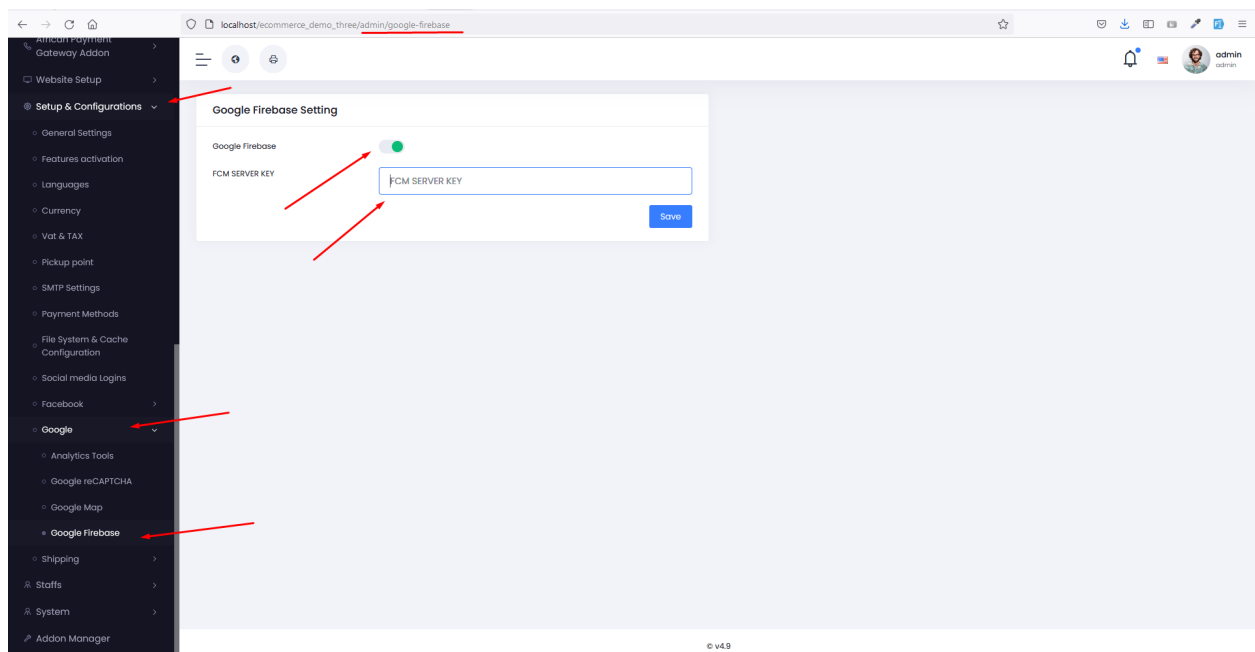 localhost/ecommerce_demo_three/admin/google-firebase
African Payment
Gateway Addon
Website Setup
Setup & Configurations
General Settings
Features activation
Languages
Currency
Vat & TAX
Pickup point
SMTP Settings
Payment Methods
File System & Cache
Configuration
Social media Logins
Facebook
Google
Analytics Tools
Google reCAPTCHA
Google Map
Google Firebase
Shipping
Staffs
System
Addon Manager
admin
admin
Google Firebase Setting
Google Firebase
FCM SERVER KEY
FCM SERVER KEY
Save
© v4.9